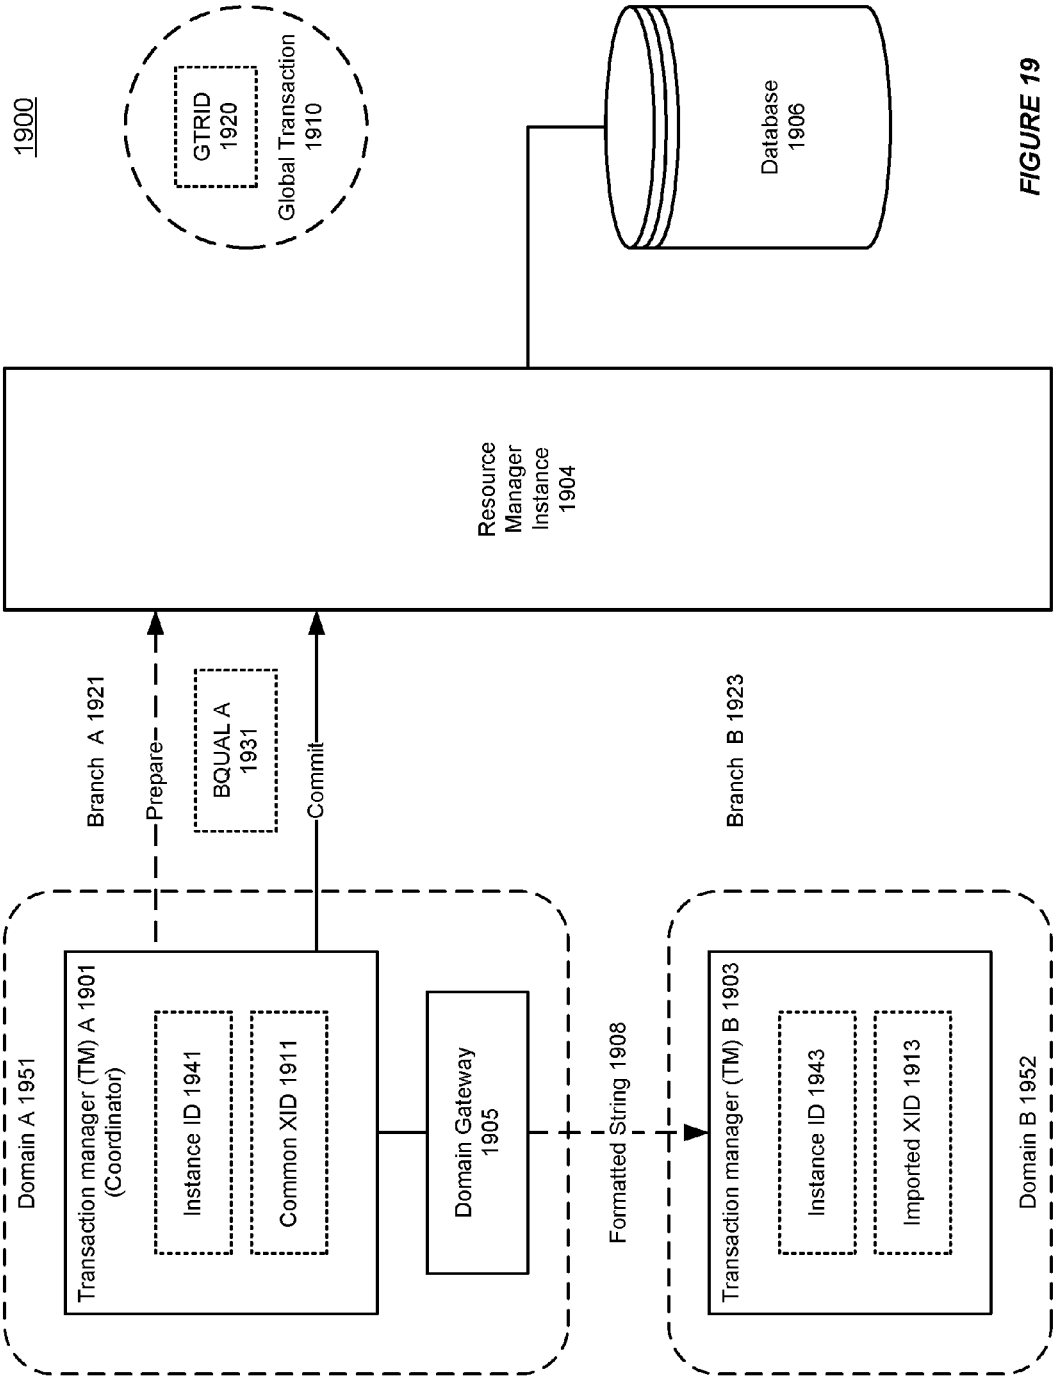 1900
Domain A 1951
Transaction manager (TM) A 1901
(Coordinator)
Instance ID 1941
Common XID 1911
Domain Gateway
1905
Formatted String 1908
Transaction manager (TM) B 1903
Instance ID 1943
Imported XID 1913
Domain B 1952
Branch A 1921
Prepare
BQUAL A
1931
Commit
Branch B 1923
Resource
Manager
Instance
1904
GTRID
1920
Global Transaction
1910
Database
1906
FIGURE 19